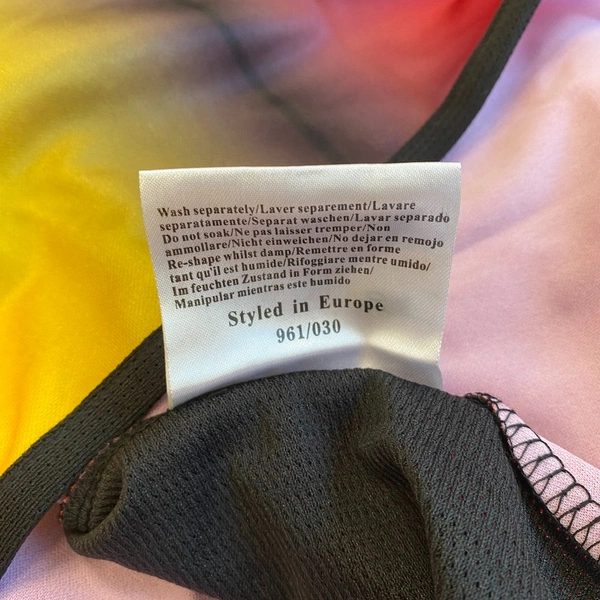 Wash separately/Laver separement/Lavare
separatamente/Separat waschen/Lavar separado
Do not soak/Ne pas laisser tremper/Non
ammollare/Nicht einweichen/No dejar en remojo
Re-shape whilst damp/Remettre en forme
tant qu'il est humide/Rifoggiare mentre umido/
Im feuchten Zustand in Form ziehen/
Manipular mientras este humido
Styled in Europe
961/030